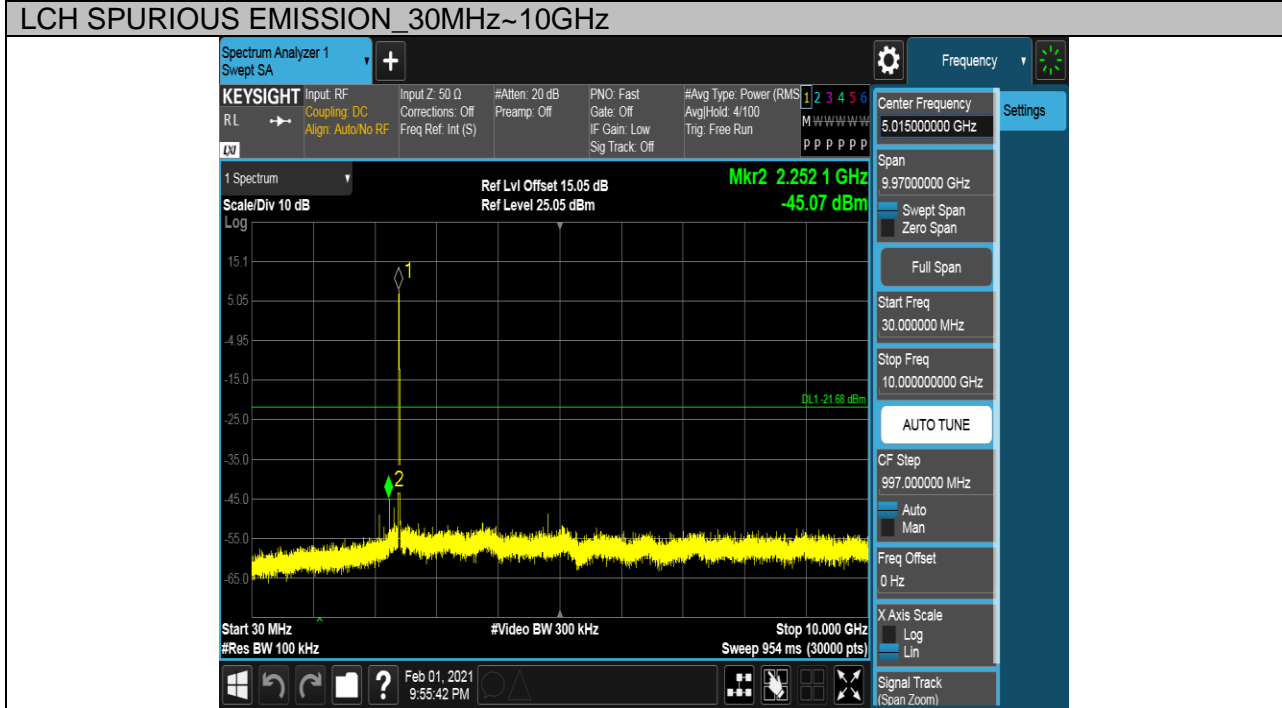 LCH SPURIOUS EMISSION_30MHz~10GHz
Spectrum Analyzer 1
Swept SA
Frequency
KEYSIGHT
RL
LXI
Input: RF
Coupling: DC
Align: Auto/No RF
Input Z: 50 Ω
Corrections: Off
Freq Ref: Int (S)
#Atten: 20 dB
Preamp: Off
PNO: Fast
Gate: Off
IF Gain: Low
Sig Track: Off
#Avg Type: Power (RMS
Avg|Hold: 4/100
Trig: Free Run
1 2 3 4 5 6
M W W W W W
P P P P P P
1 Spectrum
Scale/Div 10 dB
Log
Ref Lvl Offset 15.05 dB
Ref Level 25.05 dBm
Mkr2 2.252 1 GHz
-45.07 dBm
15.1
5.05
-4.95
-15.0
-25.0
-35.0
-45.0
-55.0
-65.0
1
2
DL1 -21.68 dBm
Start 30 MHz
#Res BW 100 kHz
#Video BW 300 kHz
Stop 10.000 GHz
Sweep 954 ms (30000 pts)
Feb 01, 2021
9:55:42 PM
Center Frequency
5.015000000 GHz
Settings
Span
9.97000000 GHz
Swept Span
Zero Span
Full Span
Start Freq
30.000000 MHz
Stop Freq
10.000000000 GHz
AUTO TUNE
CF Step
997.000000 MHz
Auto
Man
Freq Offset
0 Hz
X Axis Scale
Log
Lin
Signal Track
(Span Zoom)